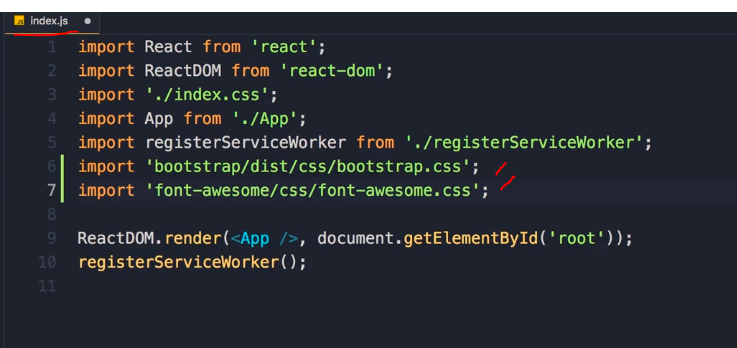 JS index.js
1 import React from 'react';
2 import ReactDOM from 'react-dom';
3 import './index.css';
4 import App from './App';
5 import registerServiceWorker from './registerServiceWorker';
6 import 'bootstrap/dist/css/bootstrap.css';
7 import 'font-awesome/css/font-awesome.css';
8
9 ReactDOM.render(<App />, document.getElementById('root'));
10 registerServiceWorker();
11